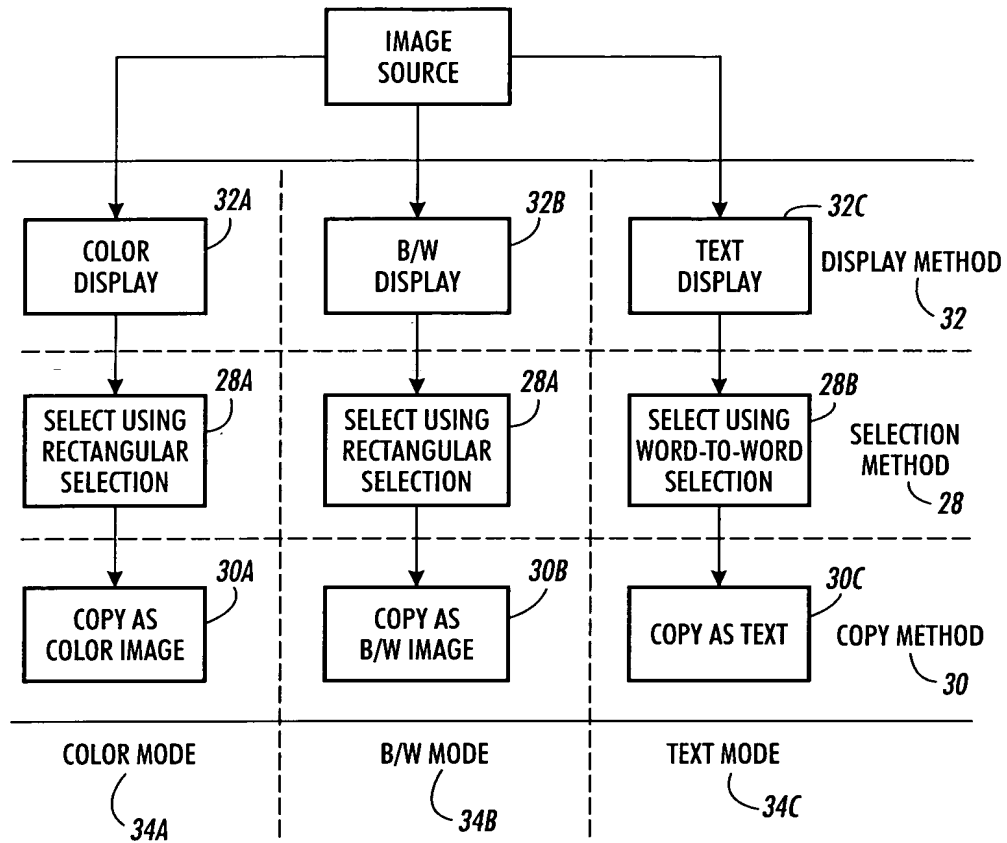 IMAGE
SOURCE
32A
32B
32C
COLOR
DISPLAY
B/W
DISPLAY
TEXT
DISPLAY
DISPLAY METHOD
32
28A
28A
28B
SELECT USING
RECTANGULAR
SELECTION
SELECT USING
RECTANGULAR
SELECTION
SELECT USING
WORD-TO-WORD
SELECTION
SELECTION
METHOD
28
30A
30B
30C
COPY AS
COLOR IMAGE
COPY AS
B/W IMAGE
COPY AS TEXT
COPY METHOD
30
COLOR MODE
B/W MODE
TEXT MODE
34A
34B
34C